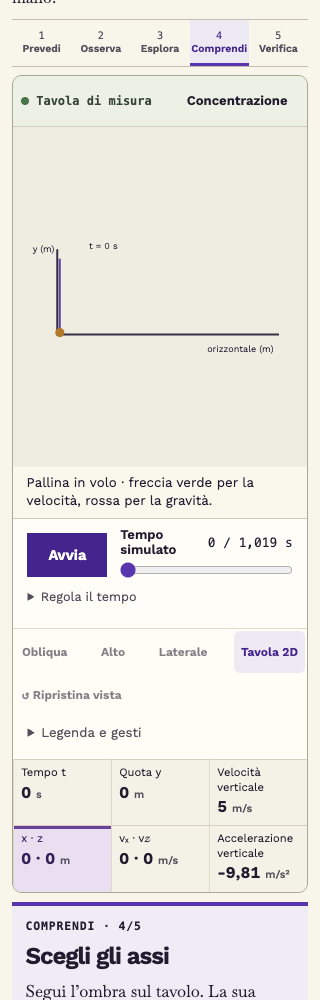 1 2 3 4 5
Prevedi Osserva Esplora Comprendi Verifica
Tavola di misura Concentrazione
y (m) t = 0 s
orizzontale (m)
Pallina in volo · freccia verde per la
velocità, rossa per la gravità.
Avvia
Tempo
simulato
0 / 1,019 s
▶ Regola il tempo
Obliqua Alto Laterale Tavola 2D
↺ Ripristina vista
▶ Legenda e gesti
Tempo t
0 s
Quota y
0 m
Velocità
verticale
5 m/s
x · z
0 · 0 m
vₓ · vz
0 · 0 m/s
Accelerazione
verticale
-9,81 m/s²
COMPRENDI · 4/5
Scegli gli assi
Segui l'ombra sul tavolo. La sua